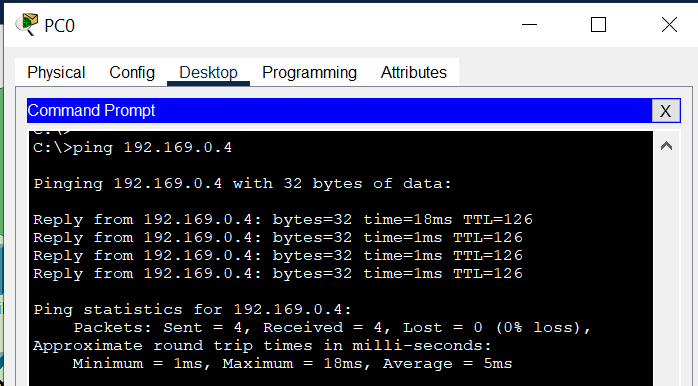 PC0
Physical Config Desktop Programming Attributes
Command Prompt X
C:\>
C:\>ping 192.169.0.4
Pinging 192.169.0.4 with 32 bytes of data:
Reply from 192.169.0.4: bytes=32 time=18ms TTL=126
Reply from 192.169.0.4: bytes=32 time=1ms TTL=126
Reply from 192.169.0.4: bytes=32 time=1ms TTL=126
Reply from 192.169.0.4: bytes=32 time=1ms TTL=126
Ping statistics for 192.169.0.4:
Packets: Sent = 4, Received = 4, Lost = 0 (0% loss),
Approximate round trip times in milli-seconds:
Minimum = 1ms, Maximum = 18ms, Average = 5ms